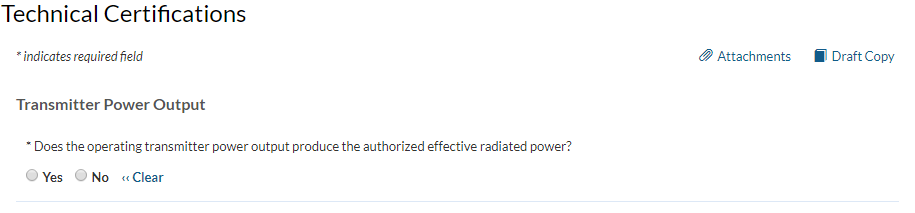 Technical Certifications
* indicates required field
Attachments
Draft Copy
Transmitter Power Output
* Does the operating transmitter power output produce the authorized effective radiated power?
Yes No ‹‹ Clear